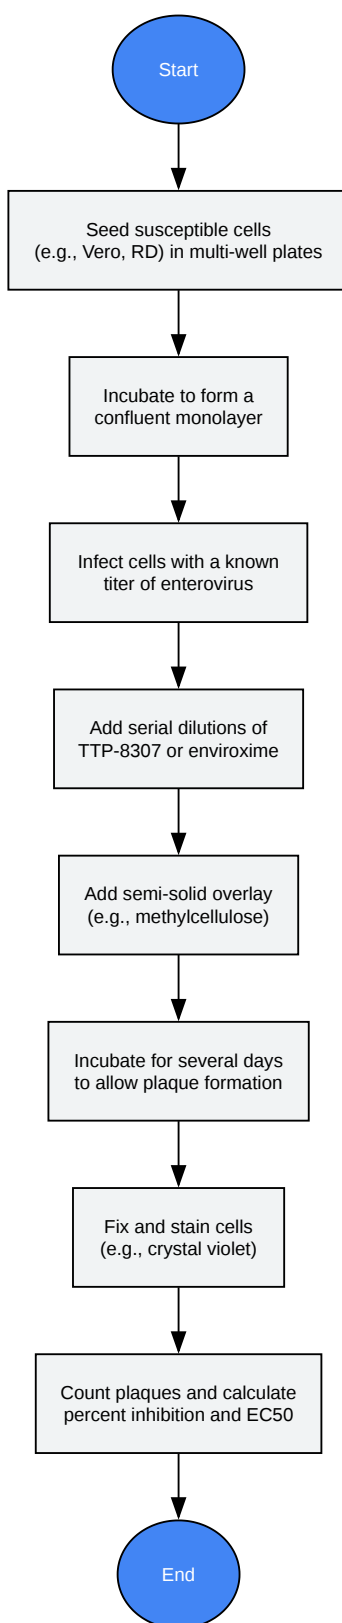 Start
Seed susceptible cells
(e.g., Vero, RD) in multi-well plates
Incubate to form a
confluent monolayer
Infect cells with a known
titer of enterovirus
Add serial dilutions of
TTP-8307 or enviroxime
Add semi-solid overlay
(e.g., methylcellulose)
Incubate for several days
to allow plaque formation
Fix and stain cells
(e.g., crystal violet)
Count plaques and calculate
percent inhibition and EC50
End